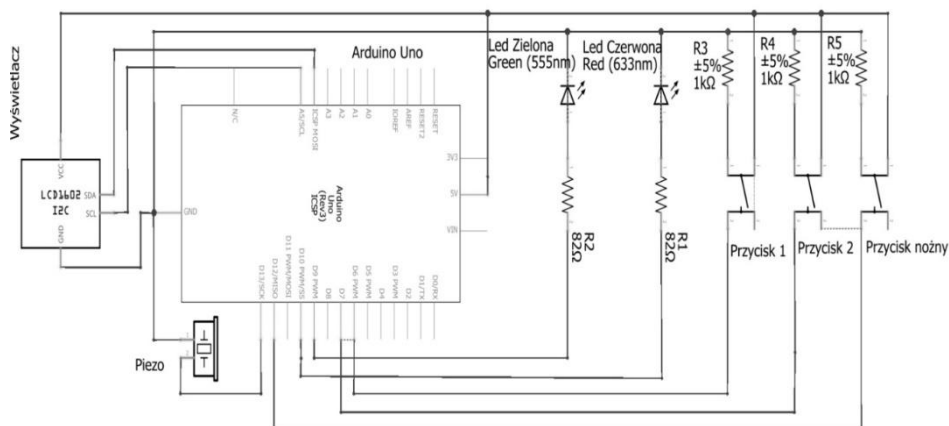 Wyświetlacz
Arduino Uno
Led Zielona
Green (555nm)
Led Czerwona
Red (633nm)
R3
±5%
1kΩ
R4
±5%
1kΩ
R5
±5%
1kΩ
VCC
LCD1602
I2C
SDA
SCL
GND
N/C
A5/SCL
ICSP MOSI
A3
A2
A1
A0
IOREF
AREF
RESET2
RESET
3V3
5V
VIN
GND
Arduino
Uno
(Rev3)
ICSP
D13/SCK
D12/MISO
D11 PWM/MOSI
D10 PWM/SS
D9 PWM
D8
D7
D6 PWM
D5 PWM
D4
D3 PWM
D2
D1/TX
D0/RX
R2
82Ω
R1
82Ω
Przycisk 1
Przycisk 2
Przycisk nożny
Piezo